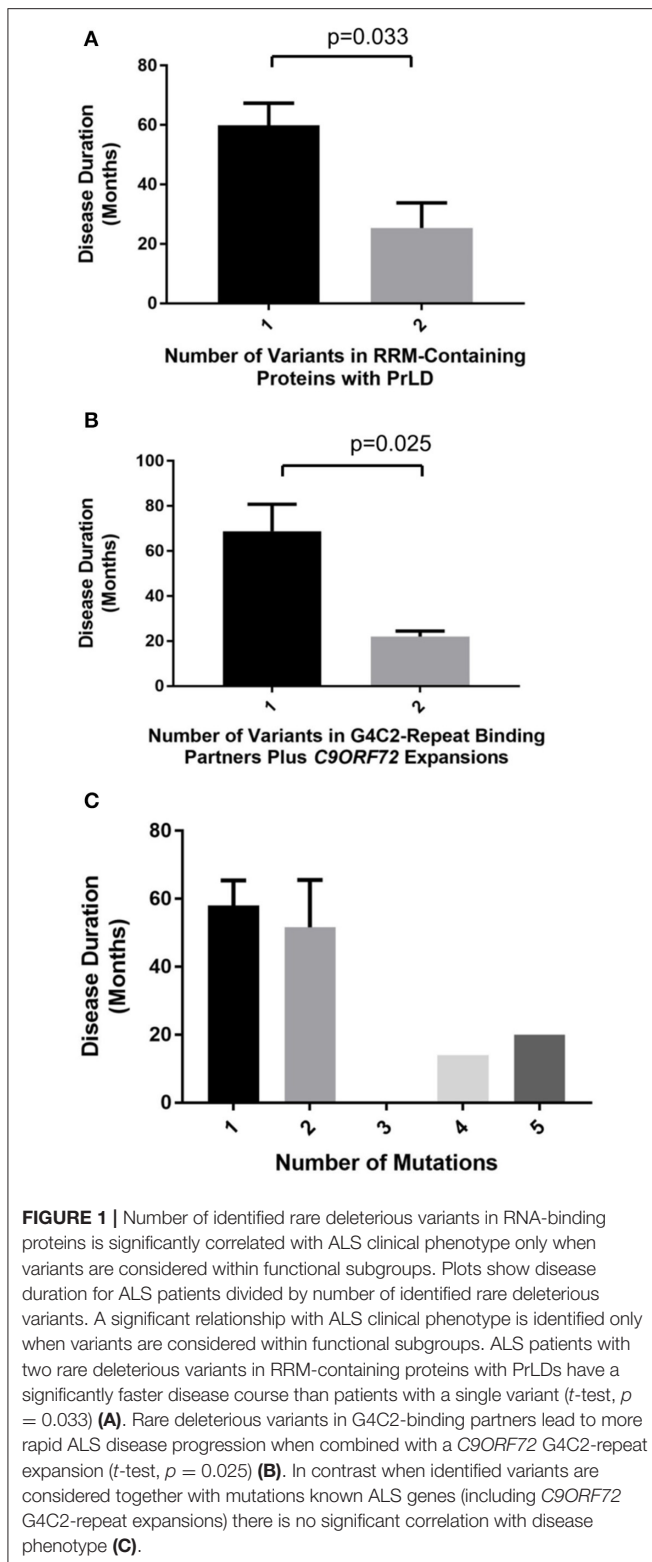 A
p=0.033
80
60
40
20
0
Disease Duration
(Months)
1
2
Number of Variants in RRM-Containing
Proteins with PrLD
B
p=0.025
100
80
60
40
20
0
Disease Duration
(Months)
1
2
Number of Variants in G4C2-Repeat Binding
Partners Plus C9ORF72 Expansions
C
80
60
40
20
0
Disease Duration
(Months)
1
2
3
4
5
Number of Mutations
FIGURE 1 | Number of identified rare deleterious variants in RNA-binding
proteins is significantly correlated with ALS clinical phenotype only when
variants are considered within functional subgroups. Plots show disease
duration for ALS patients divided by number of identified rare deleterious
variants. A significant relationship with ALS clinical phenotype is identified only
when variants are considered within functional subgroups. ALS patients with
two rare deleterious variants in RRM-containing proteins with PrLDs have a
significantly faster disease course than patients with a single variant (t-test, p
= 0.033) (A). Rare deleterious variants in G4C2-binding partners lead to more
rapid ALS disease progression when combined with a C9ORF72 G4C2-repeat
expansion (t-test, p = 0.025) (B). In contrast when identified variants are
considered together with mutations known ALS genes (including C9ORF72
G4C2-repeat expansions) there is no significant correlation with disease
phenotype (C).